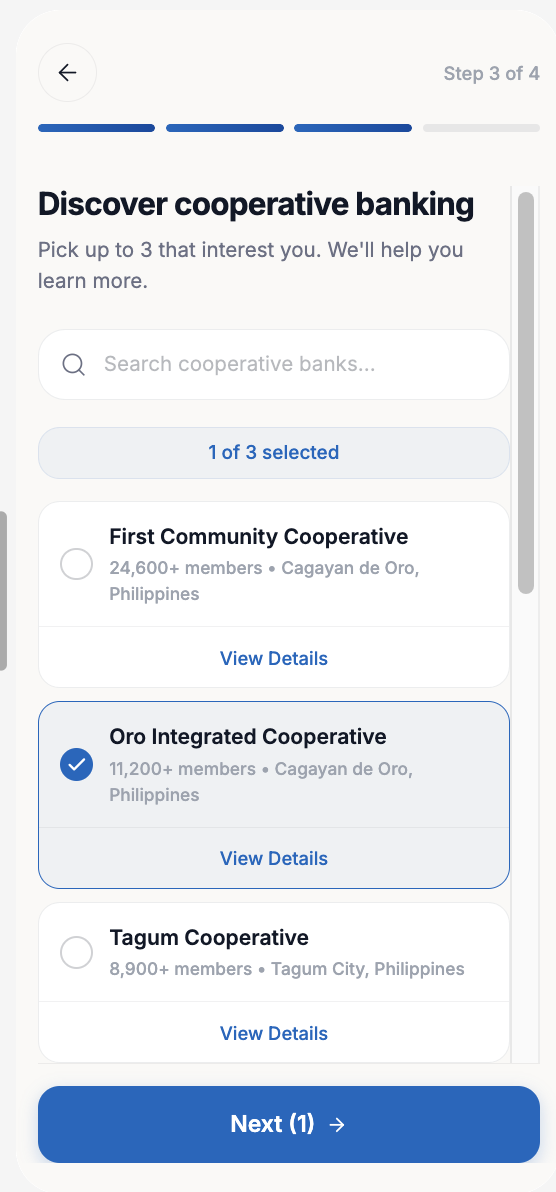 Step 3 of 4
Discover cooperative banking
Pick up to 3 that interest you. We'll help you
learn more.
Search cooperative banks...
1 of 3 selected
First Community Cooperative
24,600+ members • Cagayan de Oro,
Philippines
View Details
Oro Integrated Cooperative
11,200+ members • Cagayan de Oro,
Philippines
View Details
Tagum Cooperative
8,900+ members • Tagum City, Philippines
View Details
Next (1) →